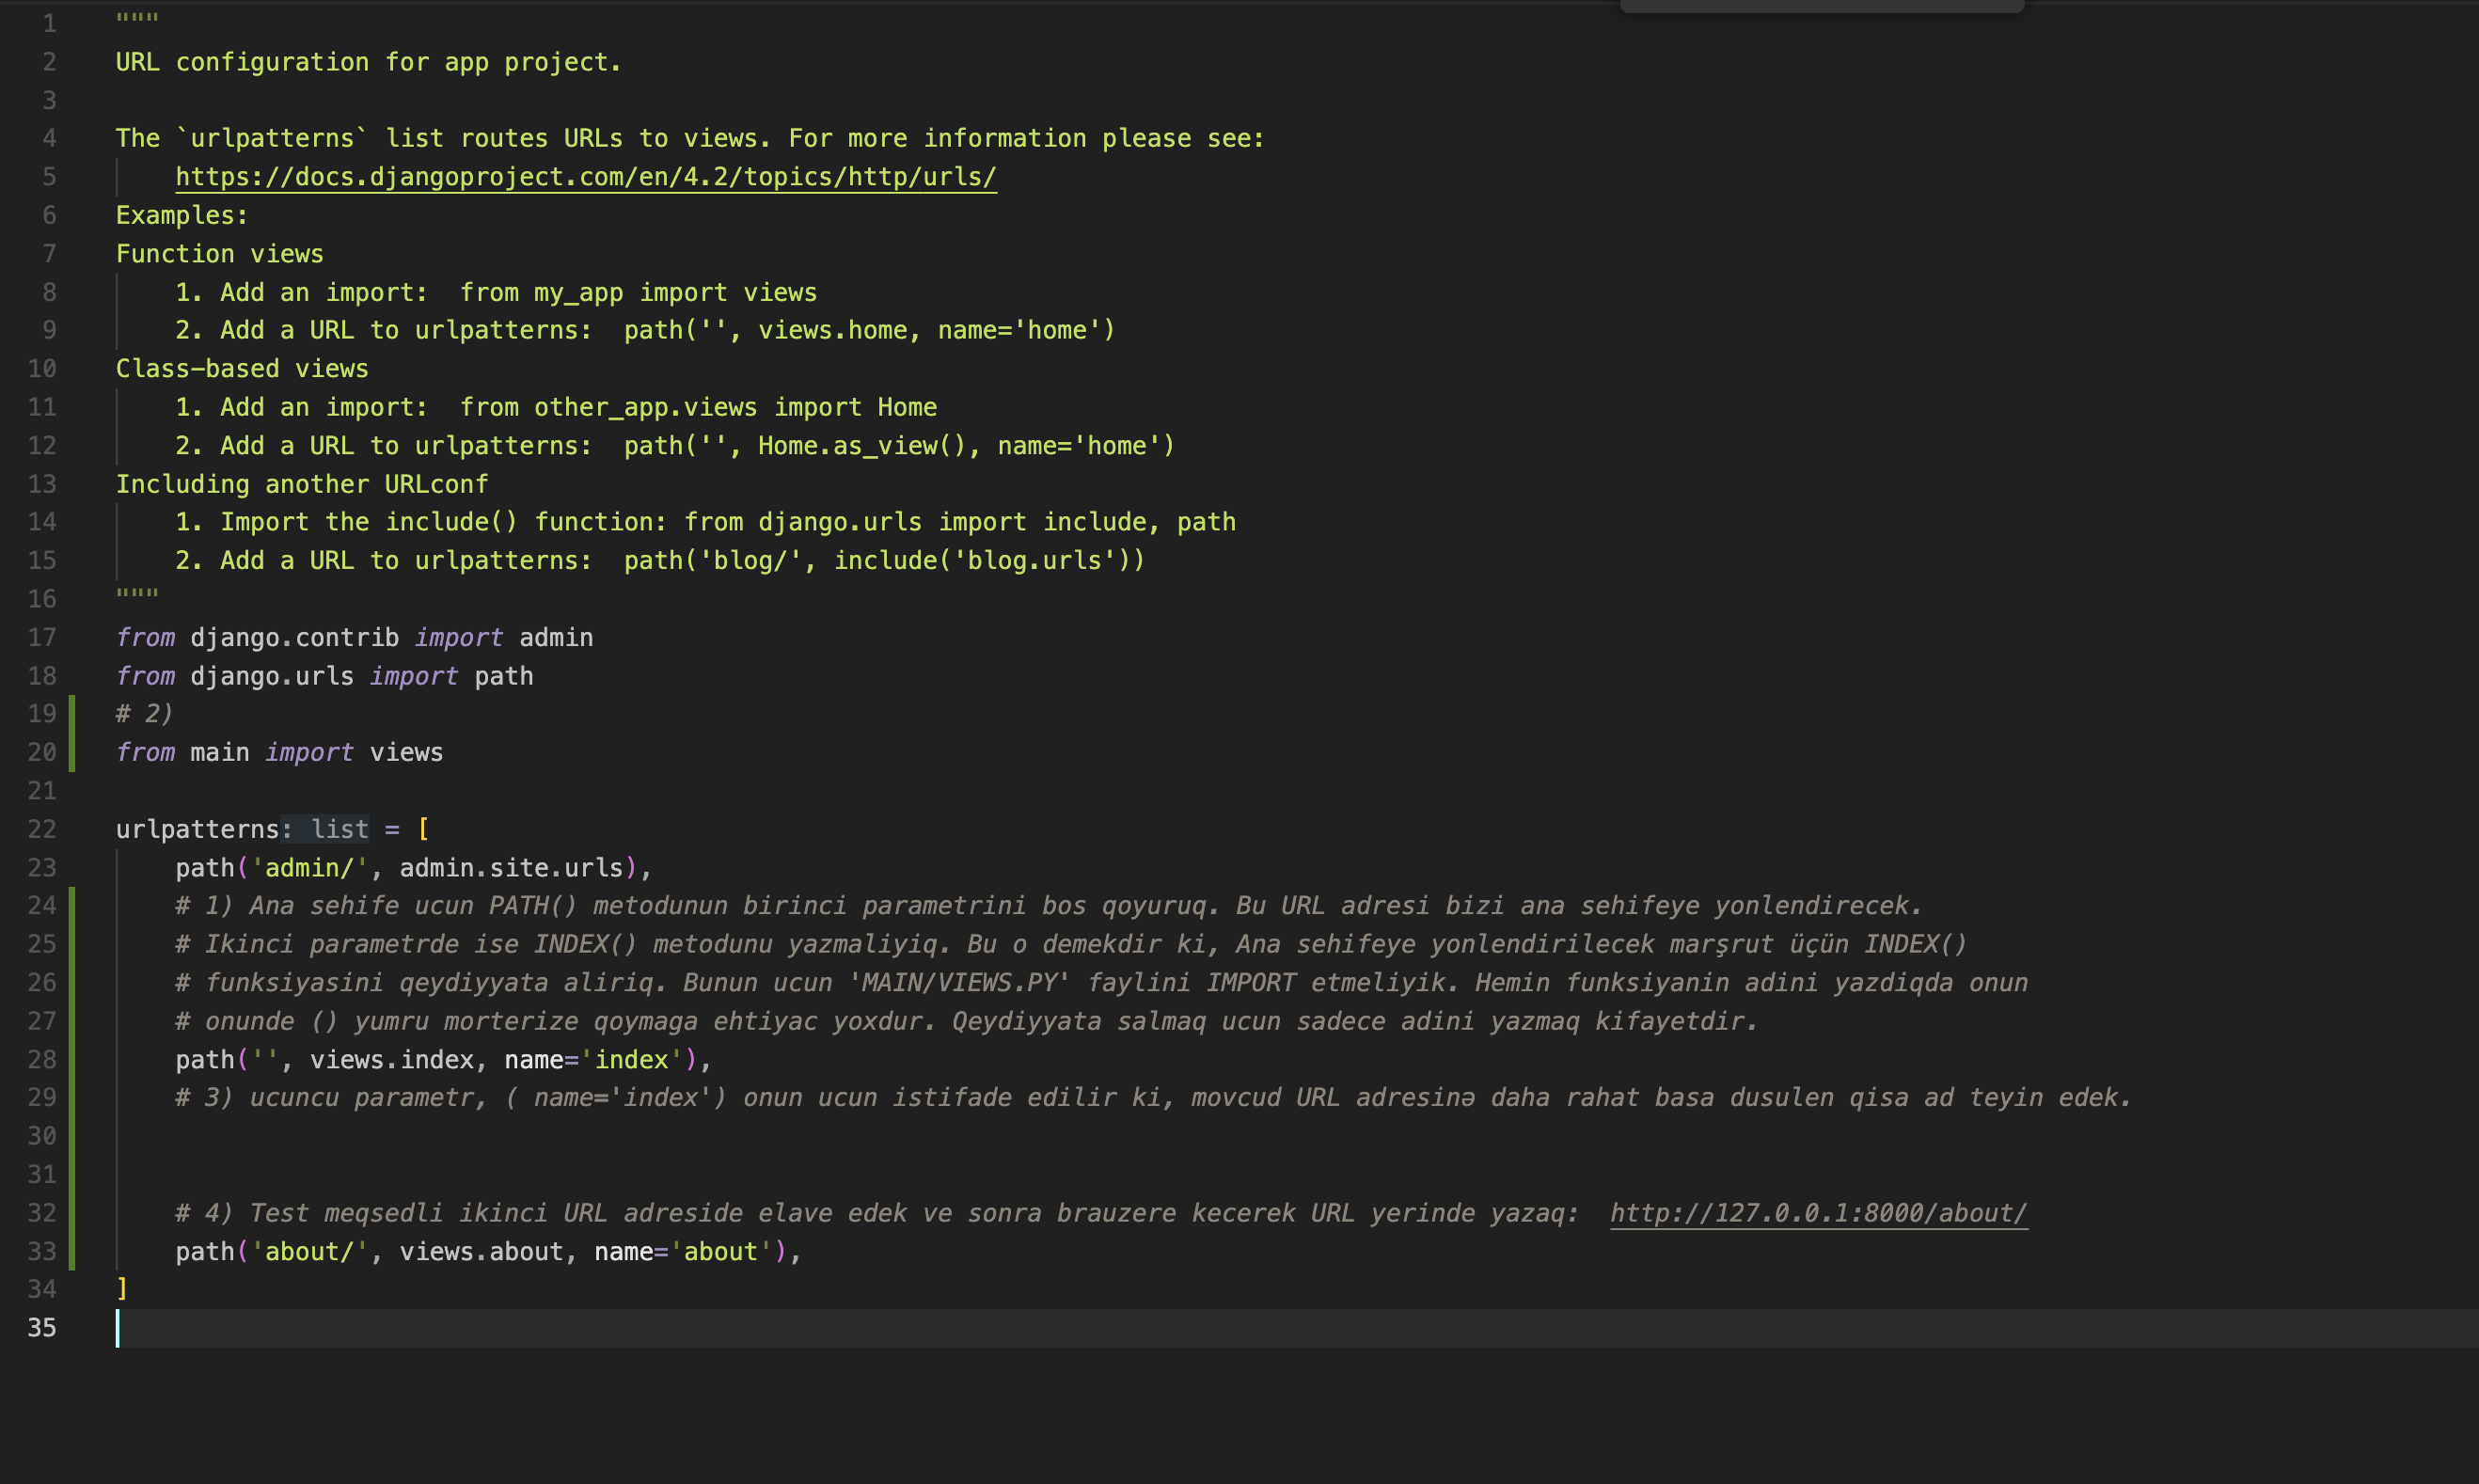 1 """
2 URL configuration for app project.
3
4 The `urlpatterns` list routes URLs to views. For more information please see:
5     https://docs.djangoproject.com/en/4.2/topics/http/urls/
6 Examples:
7 Function views
8     1. Add an import:  from my_app import views
9     2. Add a URL to urlpatterns:  path('', views.home, name='home')
10 Class-based views
11     1. Add an import:  from other_app.views import Home
12     2. Add a URL to urlpatterns:  path('', Home.as_view(), name='home')
13 Including another URLconf
14     1. Import the include() function: from django.urls import include, path
15     2. Add a URL to urlpatterns:  path('blog/', include('blog.urls'))
16 """
17 from django.contrib import admin
18 from django.urls import path
19 # 2)
20 from main import views
21
22 urlpatterns: list = [
23     path('admin/', admin.site.urls),
24     # 1) Ana sehife ucun PATH() metodunun birinci parametrini bos qoyuruq. Bu URL adresi bizi ana sehifeye yonlendirecek.
25     # Ikinci parametrde ise INDEX() metodunu yazmaliyiq. Bu o demekdir ki, Ana sehifeye yonlendirilecek marşrut üçün INDEX()
26     # funksiyasini qeydiyyata aliriq. Bunun ucun 'MAIN/VIEWS.PY' faylini IMPORT etmeliyik. Hemin funksiyanin adini yazdiqda onun
27     # onunde () yumru morterize qoymaga ehtiyac yoxdur. Qeydiyyata salmaq ucun sadece adini yazmaq kifayetdir.
28     path('', views.index, name='index'),
29     # 3) ucuncu parametr, ( name='index') onun ucun istifade edilir ki, movcud URL adresinə daha rahat basa dusulen qisa ad teyin edek.
30
31
32     # 4) Test meqsedli ikinci URL adreside elave edek ve sonra brauzere kecerek URL yerinde yazaq:  http://127.0.0.1:8000/about/
33     path('about/', views.about, name='about'),
34 ]
35